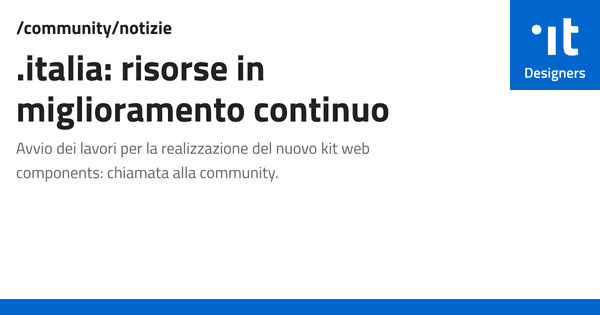 /community/notizie
.italia: risorse in
miglioramento continuo
Avvio dei lavori per la realizzazione del nuovo kit web
components: chiamata alla community.
.it
Designers